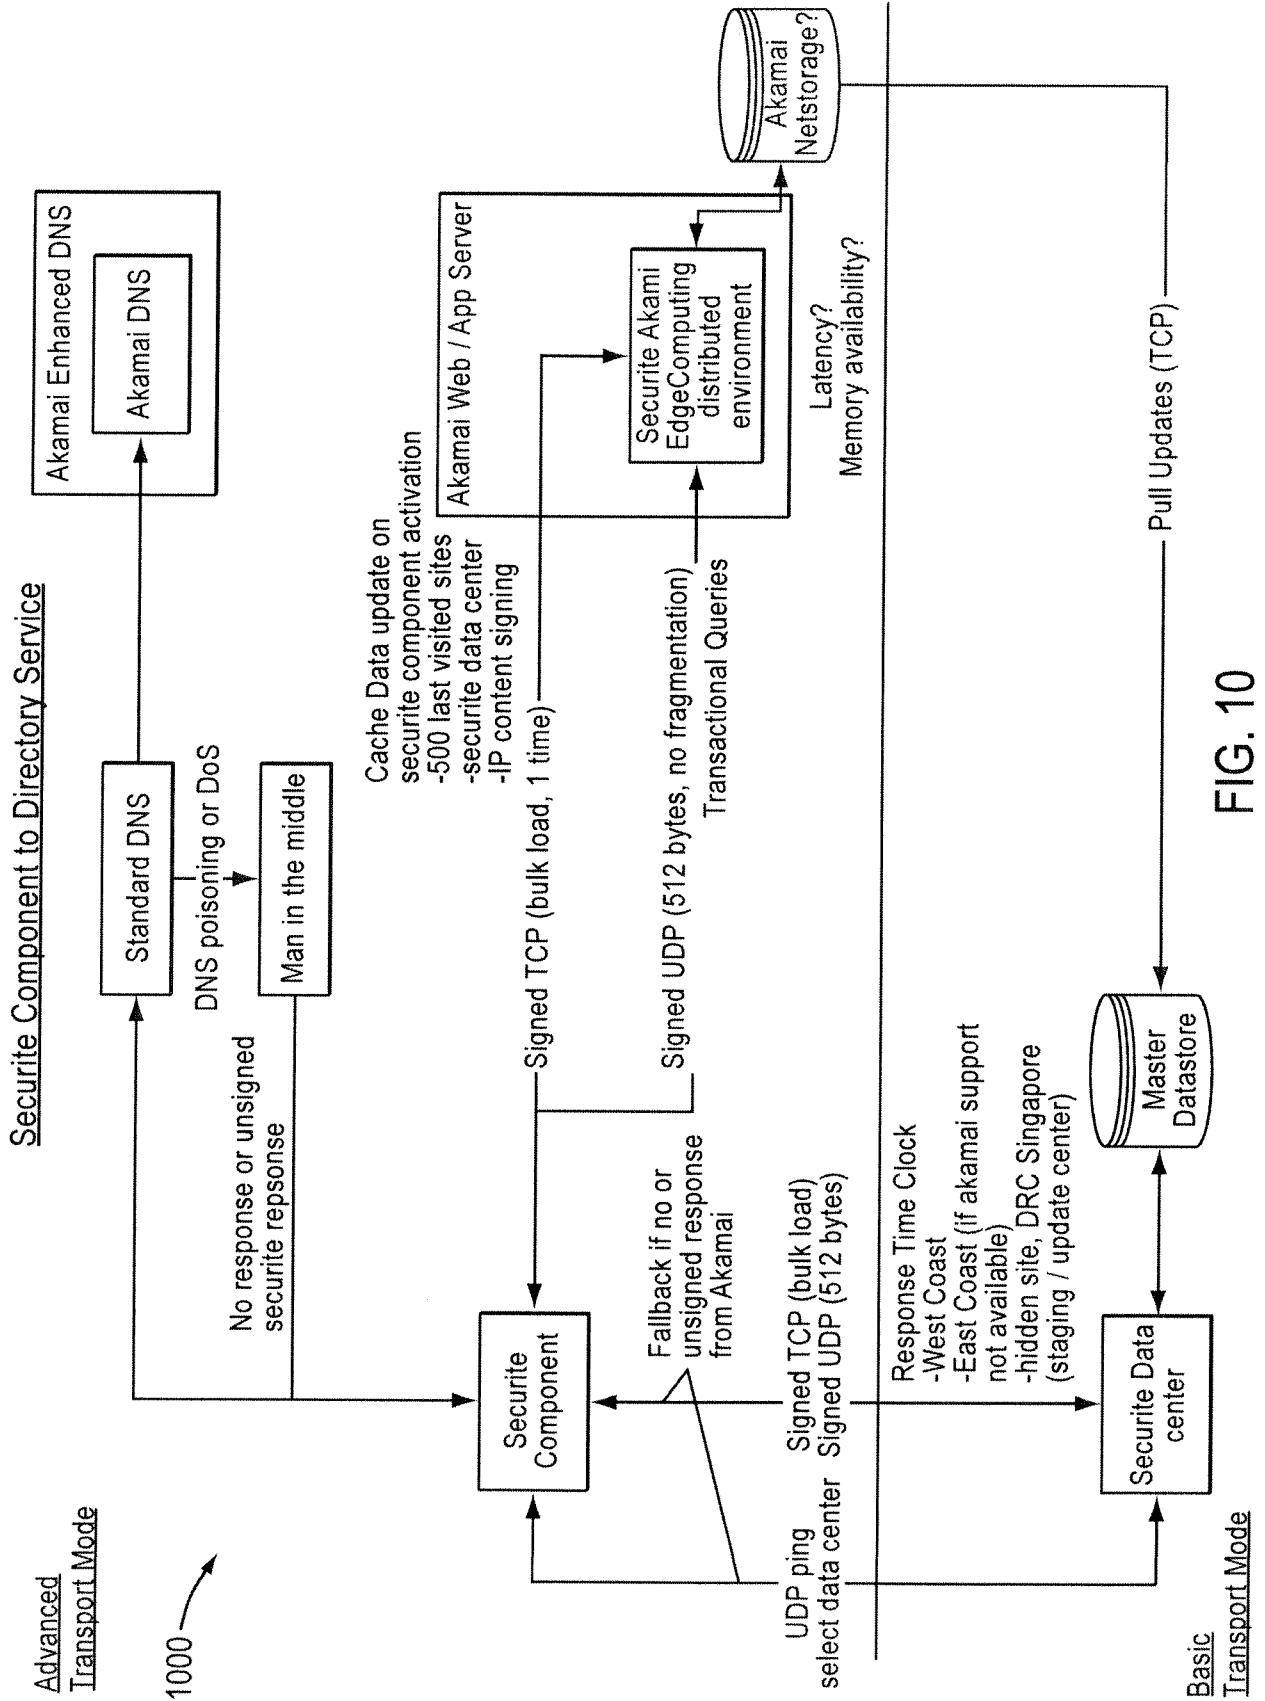 Securite Component to Directory Service
Advanced
Transport Mode
1000
Akamai Enhanced DNS
Akamai DNS
Standard DNS
DNS poisoning or DoS
Man in the middle
No response or unsigned
securite repsonse
Cache Data update on
securite component activation
-500 last visited sites
-securite data center
-IP content signing
Signed TCP (bulk load, 1 time)
Akamai Web / App Server
Securite Akami
EdgeComputing
distributed
environment
Akamai
Netstorage?
Signed UDP (512 bytes, no fragmentation)
Transactional Queries
Latency?
Memory availability?
Securite
Component
Fallback if no or
unsigned response
from Akamai
UDP ping
select data center
Signed TCP (bulk load)
Signed UDP (512 bytes)
Response Time Clock
-West Coast
-East Coast (if akamai support
not available)
-hidden site, DRC Singapore
(staging / update center)
Securite Data
center
Master
Datastore
Pull Updates (TCP)
Basic
Transport Mode
FIG. 10